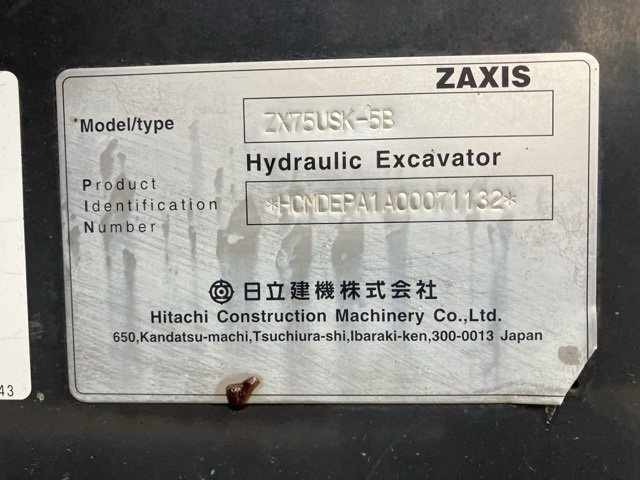 ZAXIS
Model/type ZX75USK-5B
Hydraulic Excavator
Product
Identification *HCMDEPA1A00071132*
Number
日立建機株式会社
Hitachi Construction Machinery Co.,Ltd.
650,Kandatsu-machi,Tsuchiura-shi,Ibaraki-ken,300-0013 Japan
43